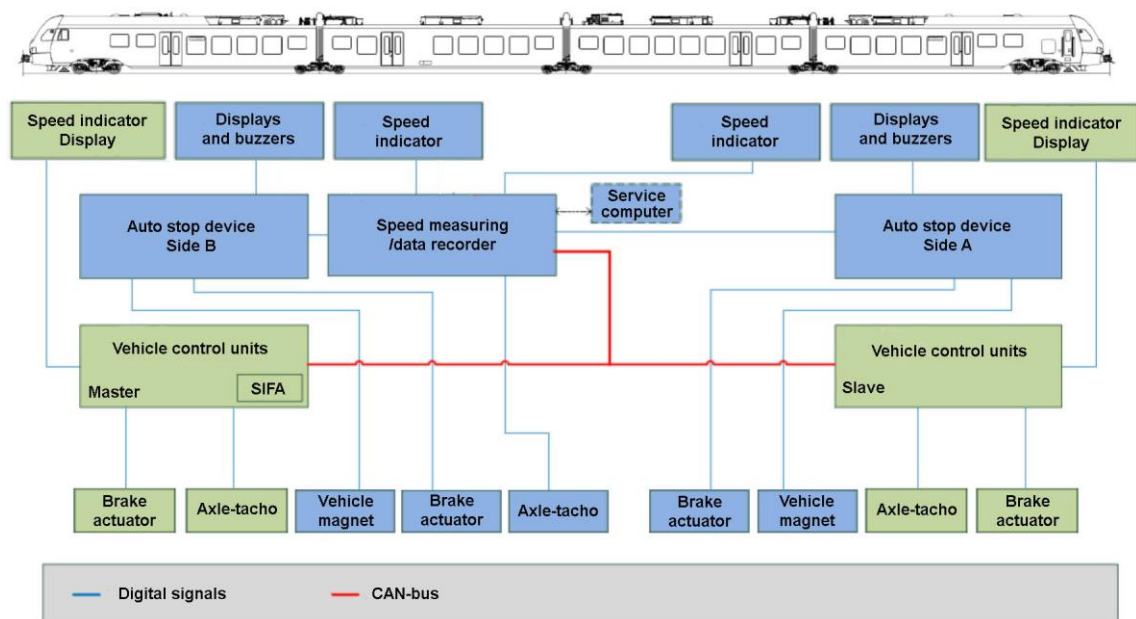 Speed indicator
Display
Displays
and buzzers
Speed
indicator
Speed
indicator
Displays
and buzzers
Speed indicator
Display
Service
computer
Auto stop device
Side B
Speed measuring
/data recorder
Auto stop device
Side A
Vehicle control units
Master
SIFA
Vehicle control units
Slave
Brake
actuator
Axle-tacho
Vehicle
magnet
Brake
actuator
Axle-tacho
Brake
actuator
Vehicle
magnet
Axle-tacho
Brake
actuator
Digital signals
CAN-bus